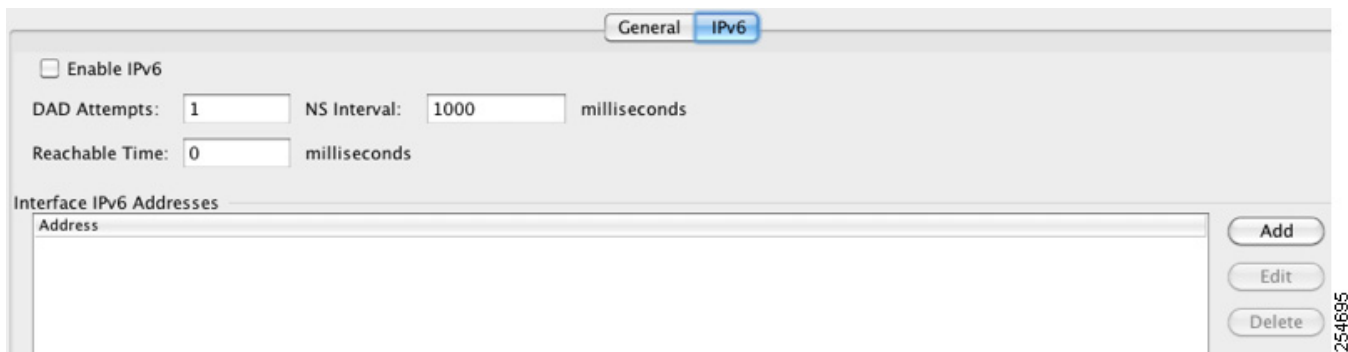 General IPv6
Enable IPv6
DAD Attempts: 1 NS Interval: 1000 milliseconds
Reachable Time: 0 milliseconds
Interface IPv6 Addresses
Address
Add
Edit
Delete
254695